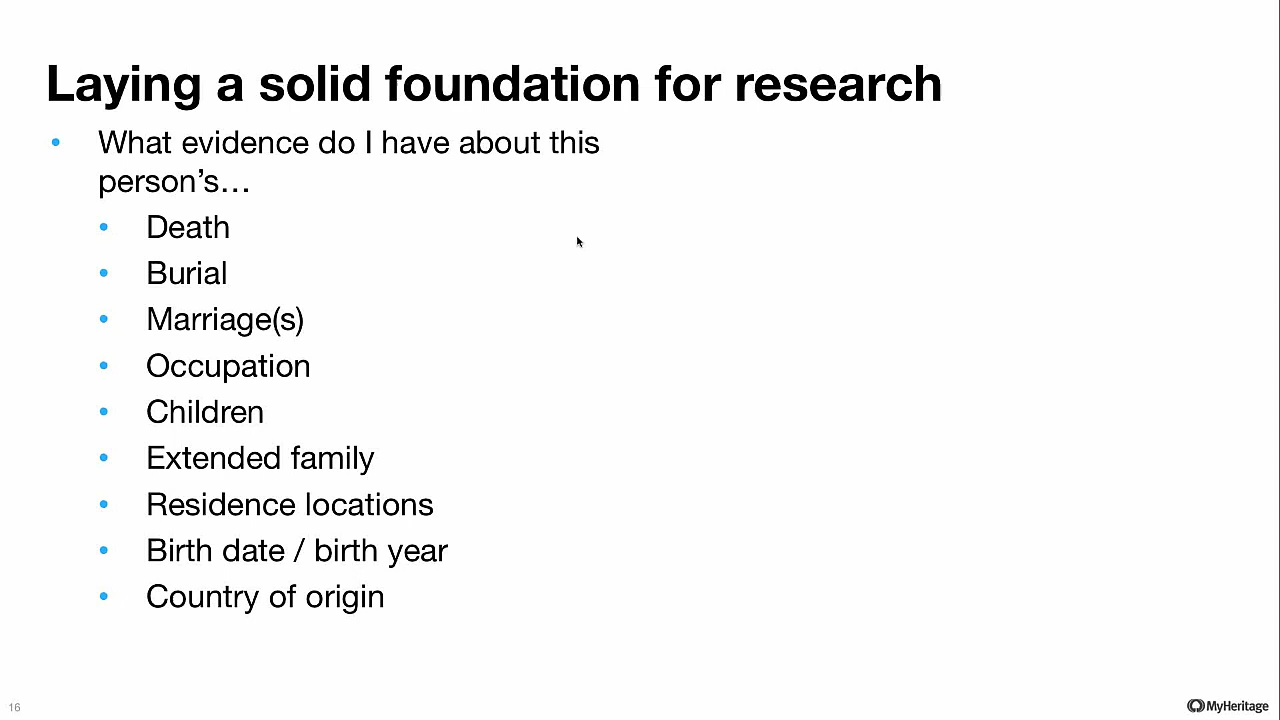 Laying a solid foundation for research
• What evidence do I have about this
person’s…
• Death
• Burial
• Marriage(s)
• Occupation
• Children
• Extended family
• Residence locations
• Birth date / birth year
• Country of origin
16
MyHeritage